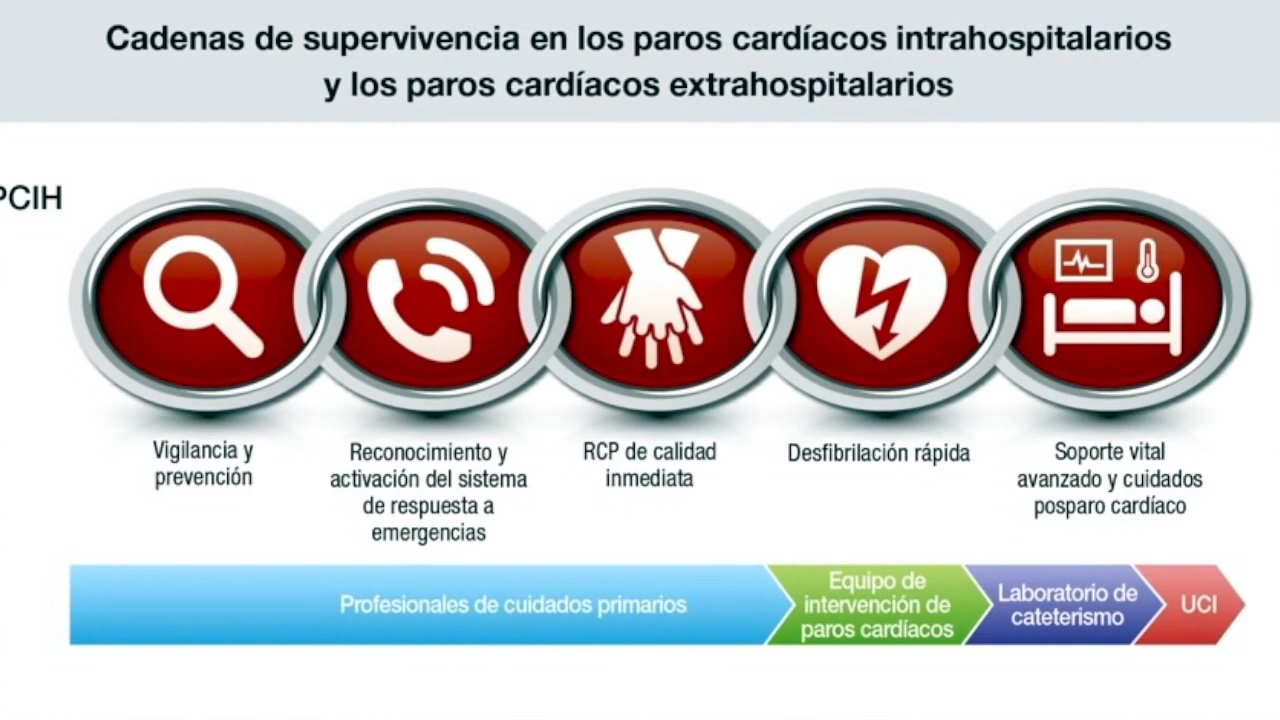 Cadenas de supervivencia en los paros cardíacos intrahospitalarios
y los paros cardíacos extrahospitalarios
PCIH
Vigilancia y
prevención
Reconocimiento y
activación del sistema
de respuesta a
emergencias
RCP de calidad
inmediata
Desfibrilación rápida
Soporte vital
avanzado y cuidados
posparo cardíaco
Profesionales de cuidados primarios
Equipo de
intervención de
paros cardíacos
Laboratorio de
cateterismo
UCI